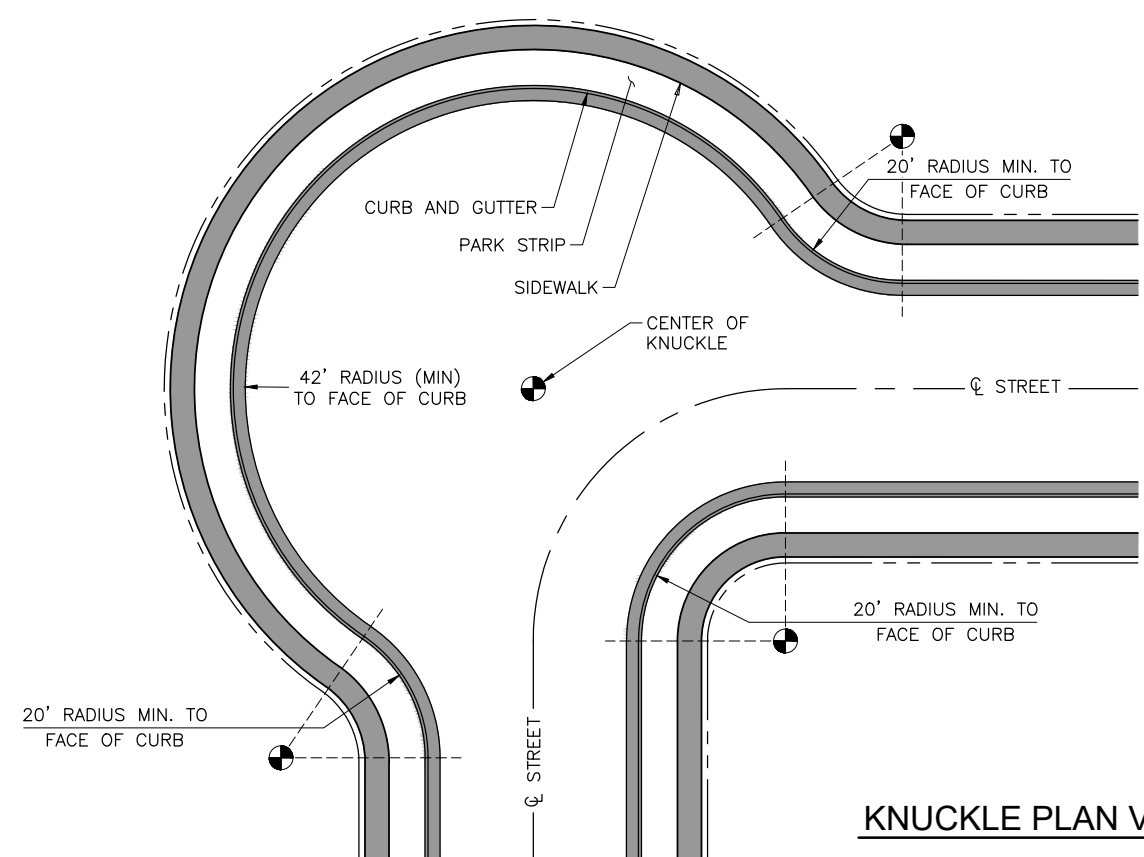 20' RADIUS MIN. TO
FACE OF CURB
CURB AND GUTTER
PARK STRIP
SIDEWALK
CENTER OF
KNUCKLE
42' RADIUS (MIN)
TO FACE OF CURB
℄ STREET
20' RADIUS MIN. TO
FACE OF CURB
20' RADIUS MIN. TO
FACE OF CURB
℄ STREET
KNUCKLE PLAN V